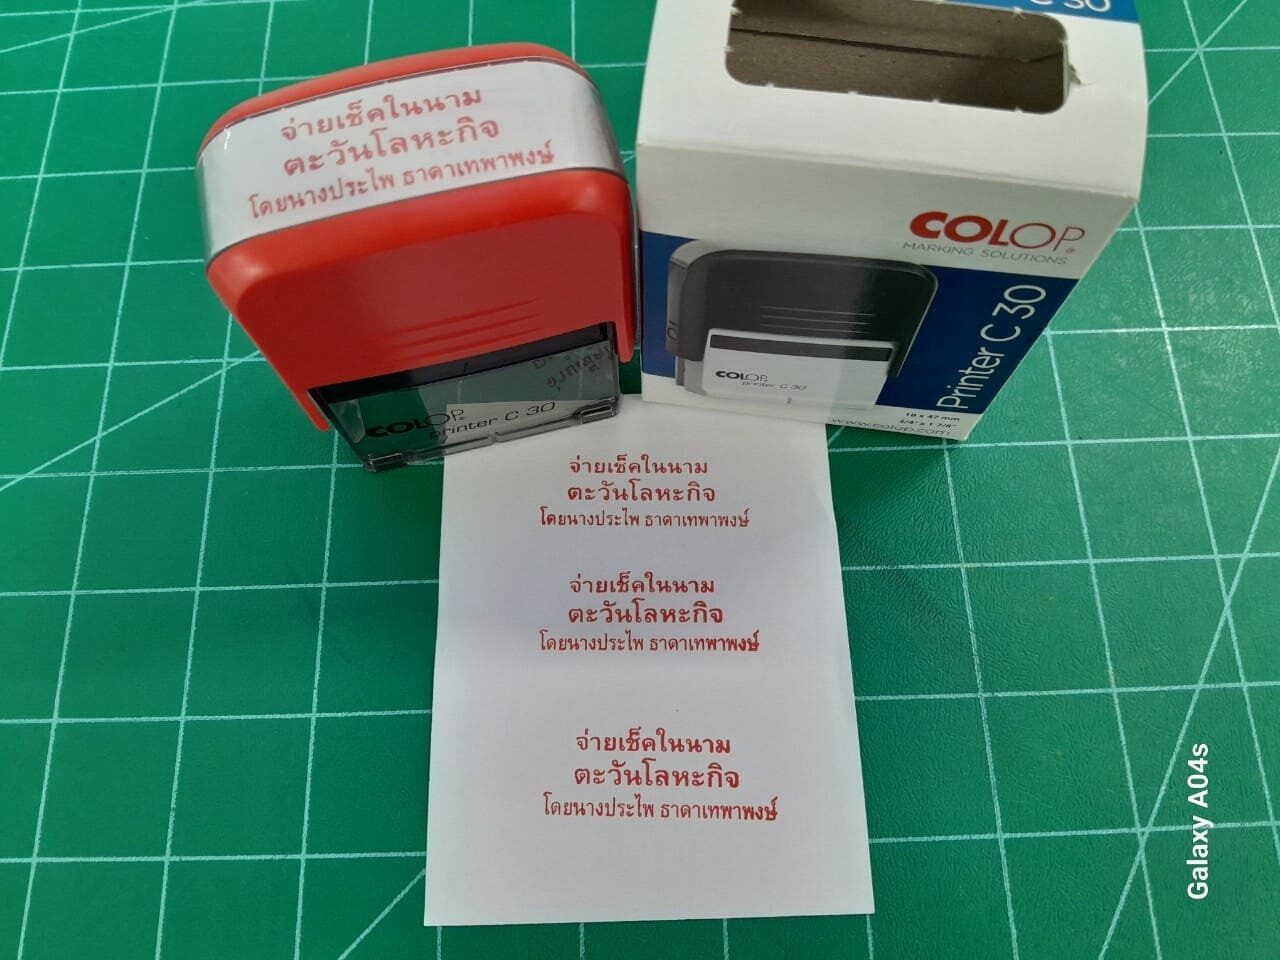 จ่ายเช็คในนาม
ตะวันโลหะกิจ
โดยนางประไพ ธาดาเทพาพงษ์
COLOP
printer C 30
C 30
COLOP
MARKING SOLUTIONS
Printer C 30
COLOP
printer C 30
18 x 47 mm
3/4" x 1 7/8"
www.colop.com
จ่ายเช็คในนาม
ตะวันโลหะกิจ
โดยนางประไพ ธาดาเทพาพงษ์
จ่ายเช็คในนาม
ตะวันโลหะกิจ
โดยนางประไพ ธาดาเทพาพงษ์
จ่ายเช็คในนาม
ตะวันโลหะกิจ
โดยนางประไพ ธาดาเทพาพงษ์
Galaxy A04s